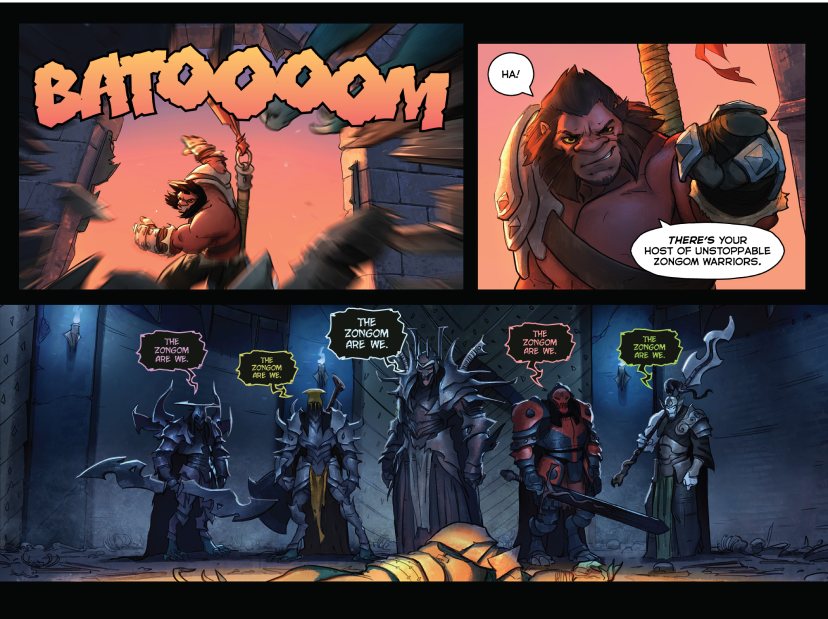 BATOOOOM
HA!
THERE'S YOUR
HOST OF UNSTOPPABLE
ZONGOM WARRIORS.
THE
ZONGOM
ARE WE.
THE
ZONGOM
ARE WE.
THE
ZONGOM
ARE WE.
THE
ZONGOM
ARE WE.
THE
ZONGOM
ARE WE.